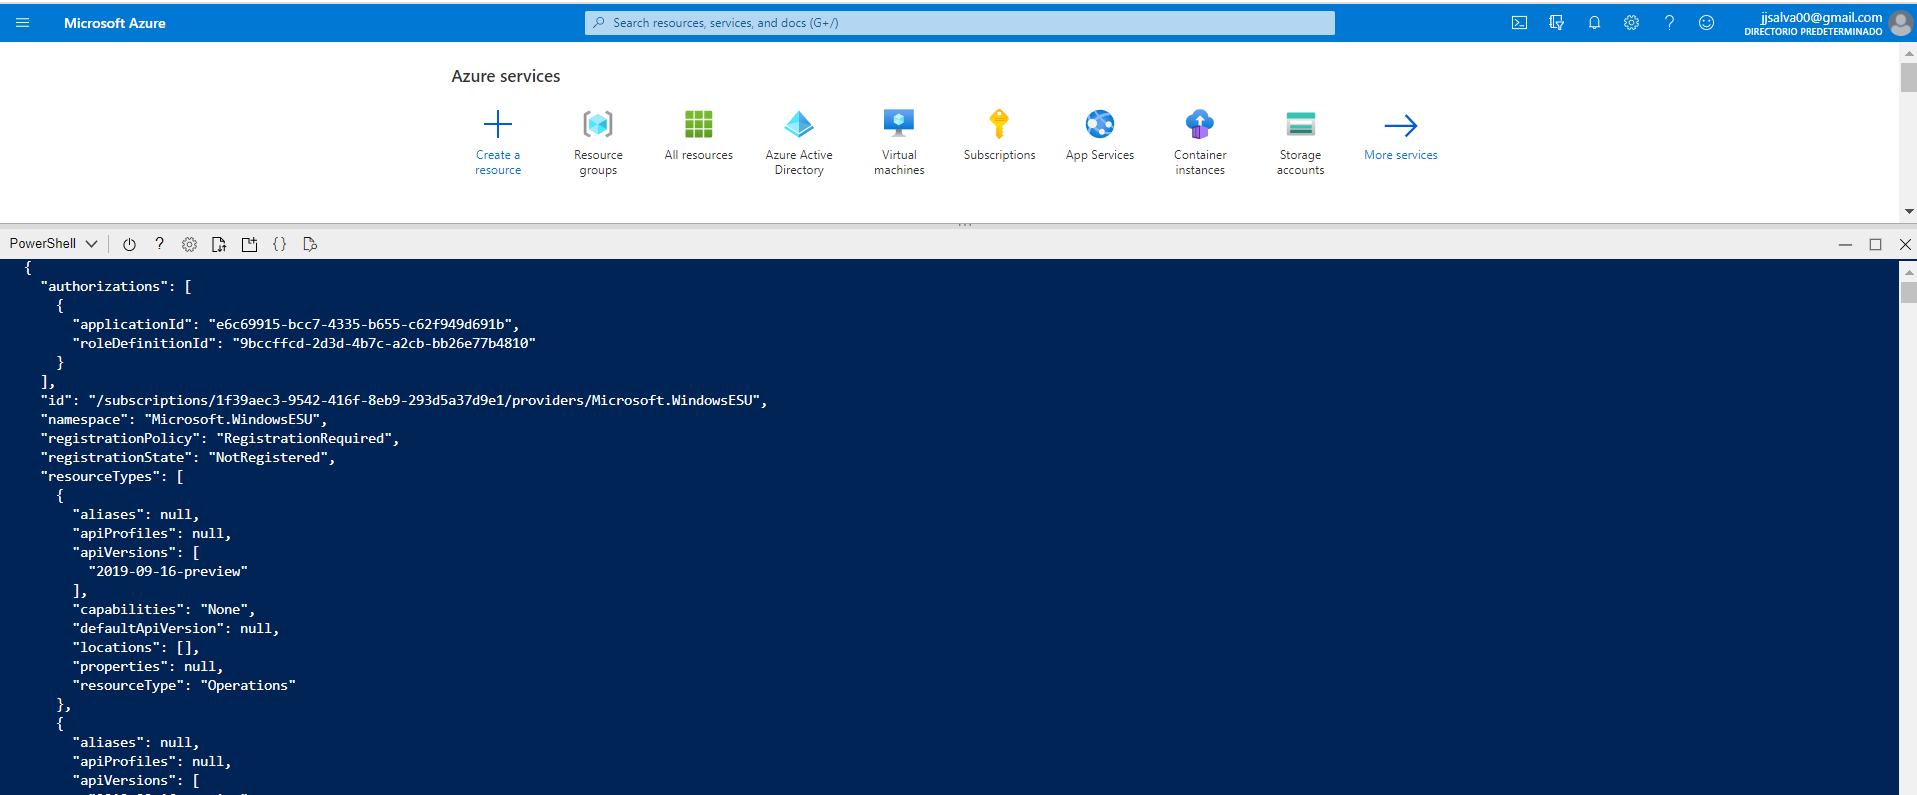 Microsoft Azure
Search resources, services, and docs (G+/)
jjsalva00@gmail.com
DIRECTORIO PREDETERMINADO
Azure services
Create a resource
Resource groups
All resources
Azure Active Directory
Virtual machines
Subscriptions
App Services
Container instances
Storage accounts
More services
PowerShell
{
"authorizations": [
{
"applicationId": "e6c69915-bcc7-4335-b655-c62f949d691b",
"roleDefinitionId": "9bccffcd-2d3d-4b7c-a2cb-bb26e77b4810"
}
],
"id": "/subscriptions/1f39aec3-9542-416f-8eb9-293d5a37d9e1/providers/Microsoft.WindowsESU",
"namespace": "Microsoft.WindowsESU",
"registrationPolicy": "RegistrationRequired",
"registrationState": "NotRegistered",
"resourceTypes": [
{
"aliases": null,
"apiProfiles": null,
"apiVersions": [
"2019-09-16-preview"
],
"capabilities": "None",
"defaultApiVersion": null,
"locations": [],
"properties": null,
"resourceType": "Operations"
},
{
"aliases": null,
"apiProfiles": null,
"apiVersions": [